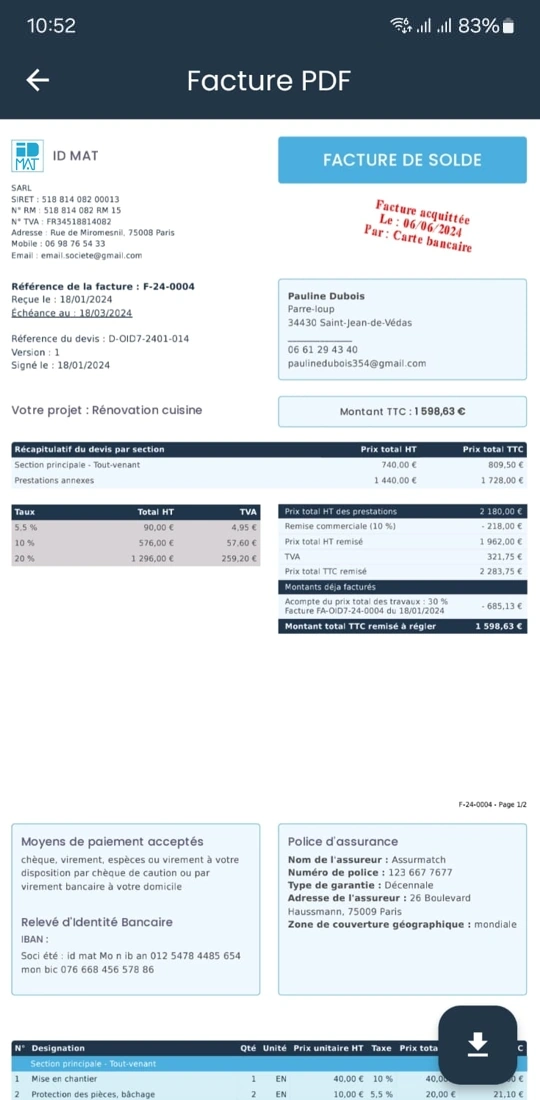 10:52
83%
Facture PDF
iD MAT
ID MAT
FACTURE DE SOLDE
SARL
SIRET : 518 814 082 00013
N° RM : 518 814 082 RM 15
N° TVA : FR34518814082
Adresse : Rue de Miromesnil, 75008 Paris
Mobile : 06 98 76 54 33
Email : email.societe@gmail.com
Facture acquittée
Le : 06/06/2024
Par : Carte bancaire
Référence de la facture : F-24-0004
Reçue le : 18/01/2024
Échéance au : 18/03/2024
Réference du devis : D-OID7-2401-014
Version : 1
Signé le : 18/01/2024
Pauline Dubois
Parre-loup
34430 Saint-Jean-de-Védas
06 61 29 43 40
paulinedubois354@gmail.com
Votre projet : Rénovation cuisine
Montant TTC : 1 598,63 €
Récapitulatif du devis par section Prix total HT Prix total TTC
Section principale - Tout-venant 740.00 € 809,50 €
Prestations annexes 1 440.00 € 1 728,00 €
Taux Total HT TVA
5.5 % 90,00 € 4,95 €
10 % 576,00 € 57,60 €
20 % 1 296,00 € 259,20 €
Prix total HT des prestations 2 180,00 €
Remise commerciale (10 %) - 218,00 €
Prix total HT remisé 1 962,00 €
TVA 321,75 €
Prix total TTC remisé 2 283,75 €
Montants déja facturés
Acompte du prix total des travaux : 30 %
Facture FA-OID7-24-0004 du 18/01/2024 - 685,13 €
Montant total TTC remisé à régler 1 598,63 €
F-24-0004 - Page 1/2
Moyens de paiement acceptés
chèque, virement, espèces ou virement à votre
disposition par chèque de caution ou par
virement bancaire à votre domicile
Relevé d'Identité Bancaire
IBAN :
Soci été : id mat Mo n ib an 012 5478 4485 654
mon bic 076 668 456 578 86
Police d'assurance
Nom de l'assureur : Assurmatch
Numéro de police : 123 667 7677
Type de garantie : Décennale
Adresse de l'assureur : 26 Boulevard
Haussmann, 75009 Paris
Zone de couverture géographique : mondiale
N° Designation Qté Unité Prix unitaire HT Taxe Prix tota C
Section principale - Tout-venant
1 Mise en chantier 1 EN 40,00 € 10 % 40,0
2 Protection des pièces, bâchage 2 EN 10,00 € 5,5 % 20,00 € 21,10 €